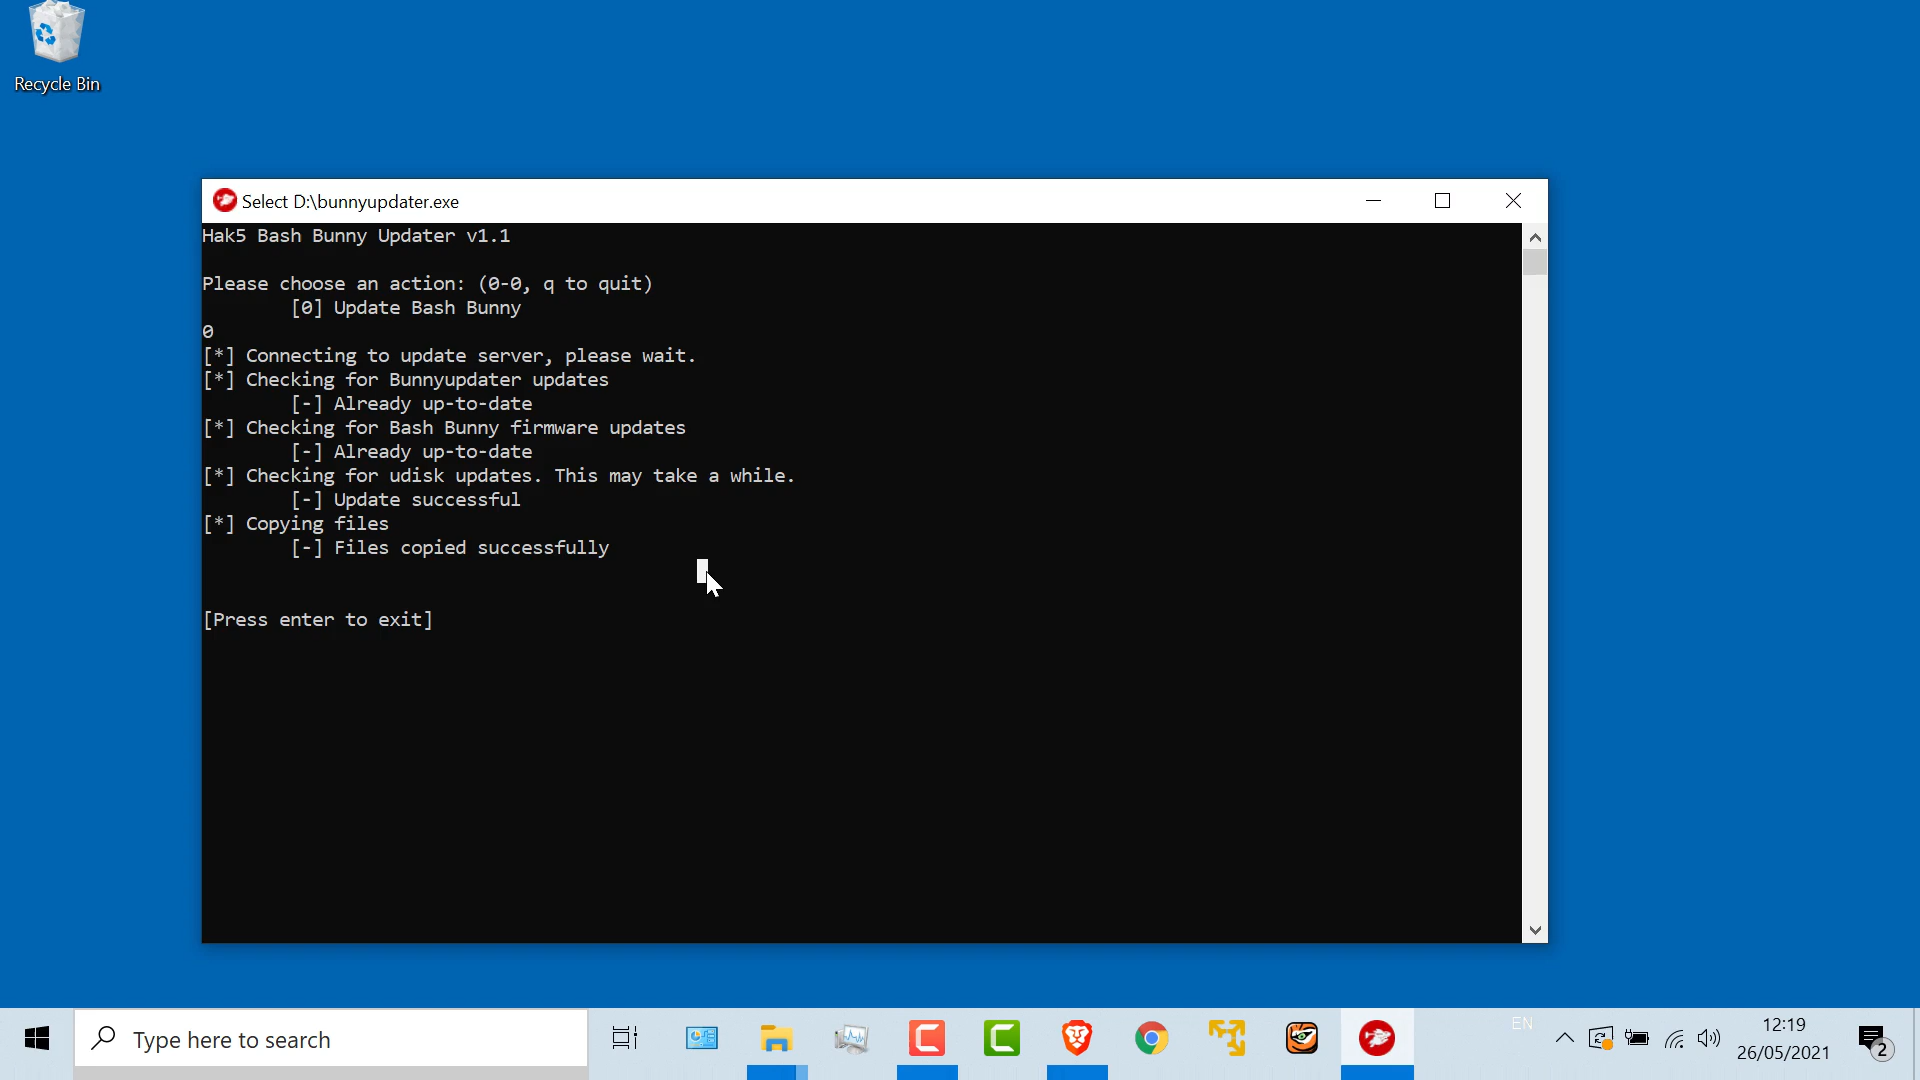 Recycle Bin
Select D:\bunnyupdater.exe
Hak5 Bash Bunny Updater v1.1
Please choose an action: (0-0, q to quit)
[0] Update Bash Bunny
0
[*] Connecting to update server, please wait.
[*] Checking for Bunnyupdater updates
[-] Already up-to-date
[*] Checking for Bash Bunny firmware updates
[-] Already up-to-date
[*] Checking for udisk updates. This may take a while.
[-] Update successful
[*] Copying files
[-] Files copied successfully
[Press enter to exit]
Type here to search
EN
12:19
26/05/2021
2